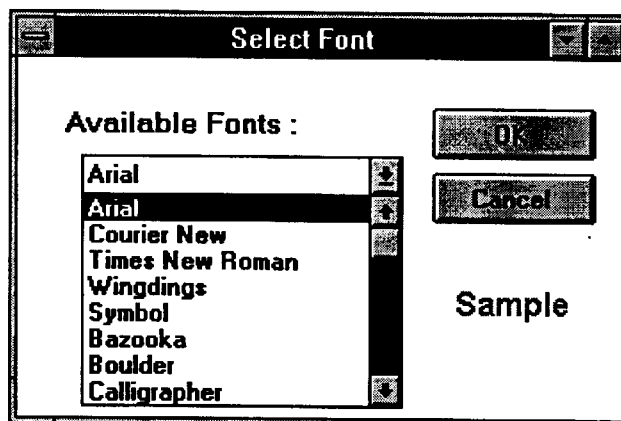 Select Font
Available Fonts :
OK
Arial
Cancel
Arial
Courier New
Times New Roman
Wingdings
Symbol
Bazooka
Boulder
Calligrapher
Sample